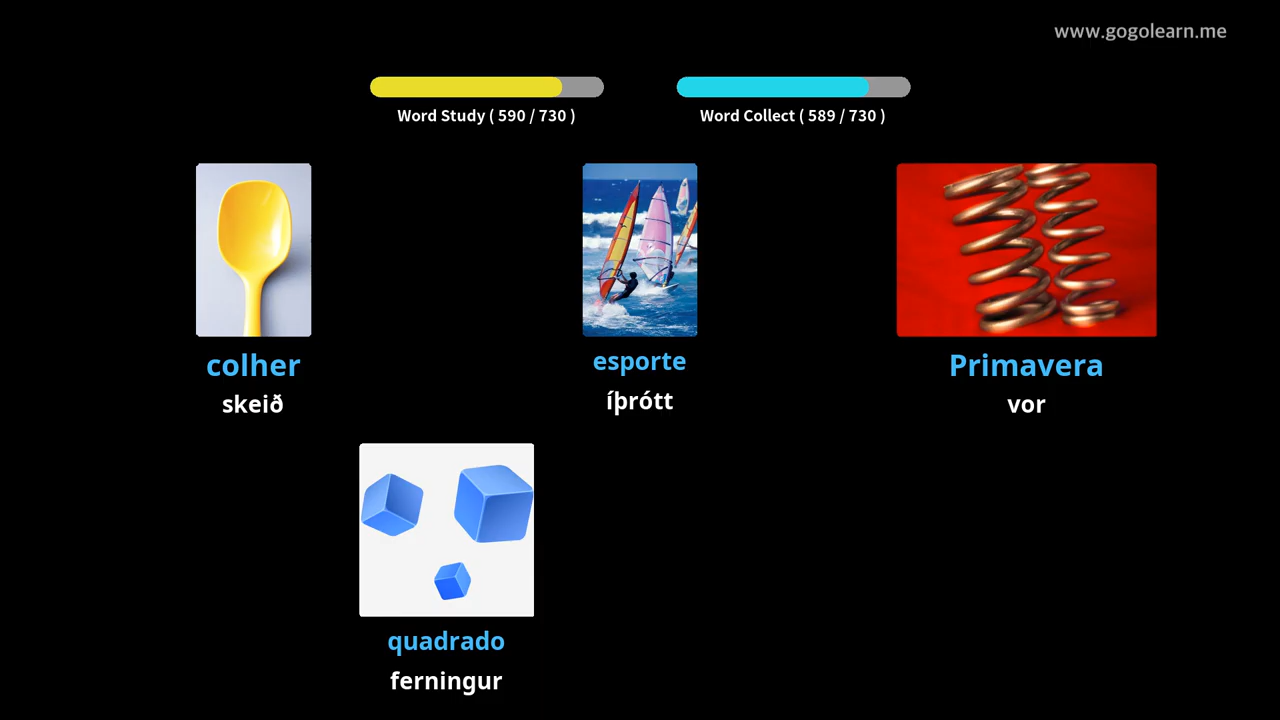 www.gogolearn.me
Word Study ( 590 / 730 )
Word Collect ( 589 / 730 )
colher
skeið
esporte
íþrótt
Primavera
vor
quadrado
ferningur